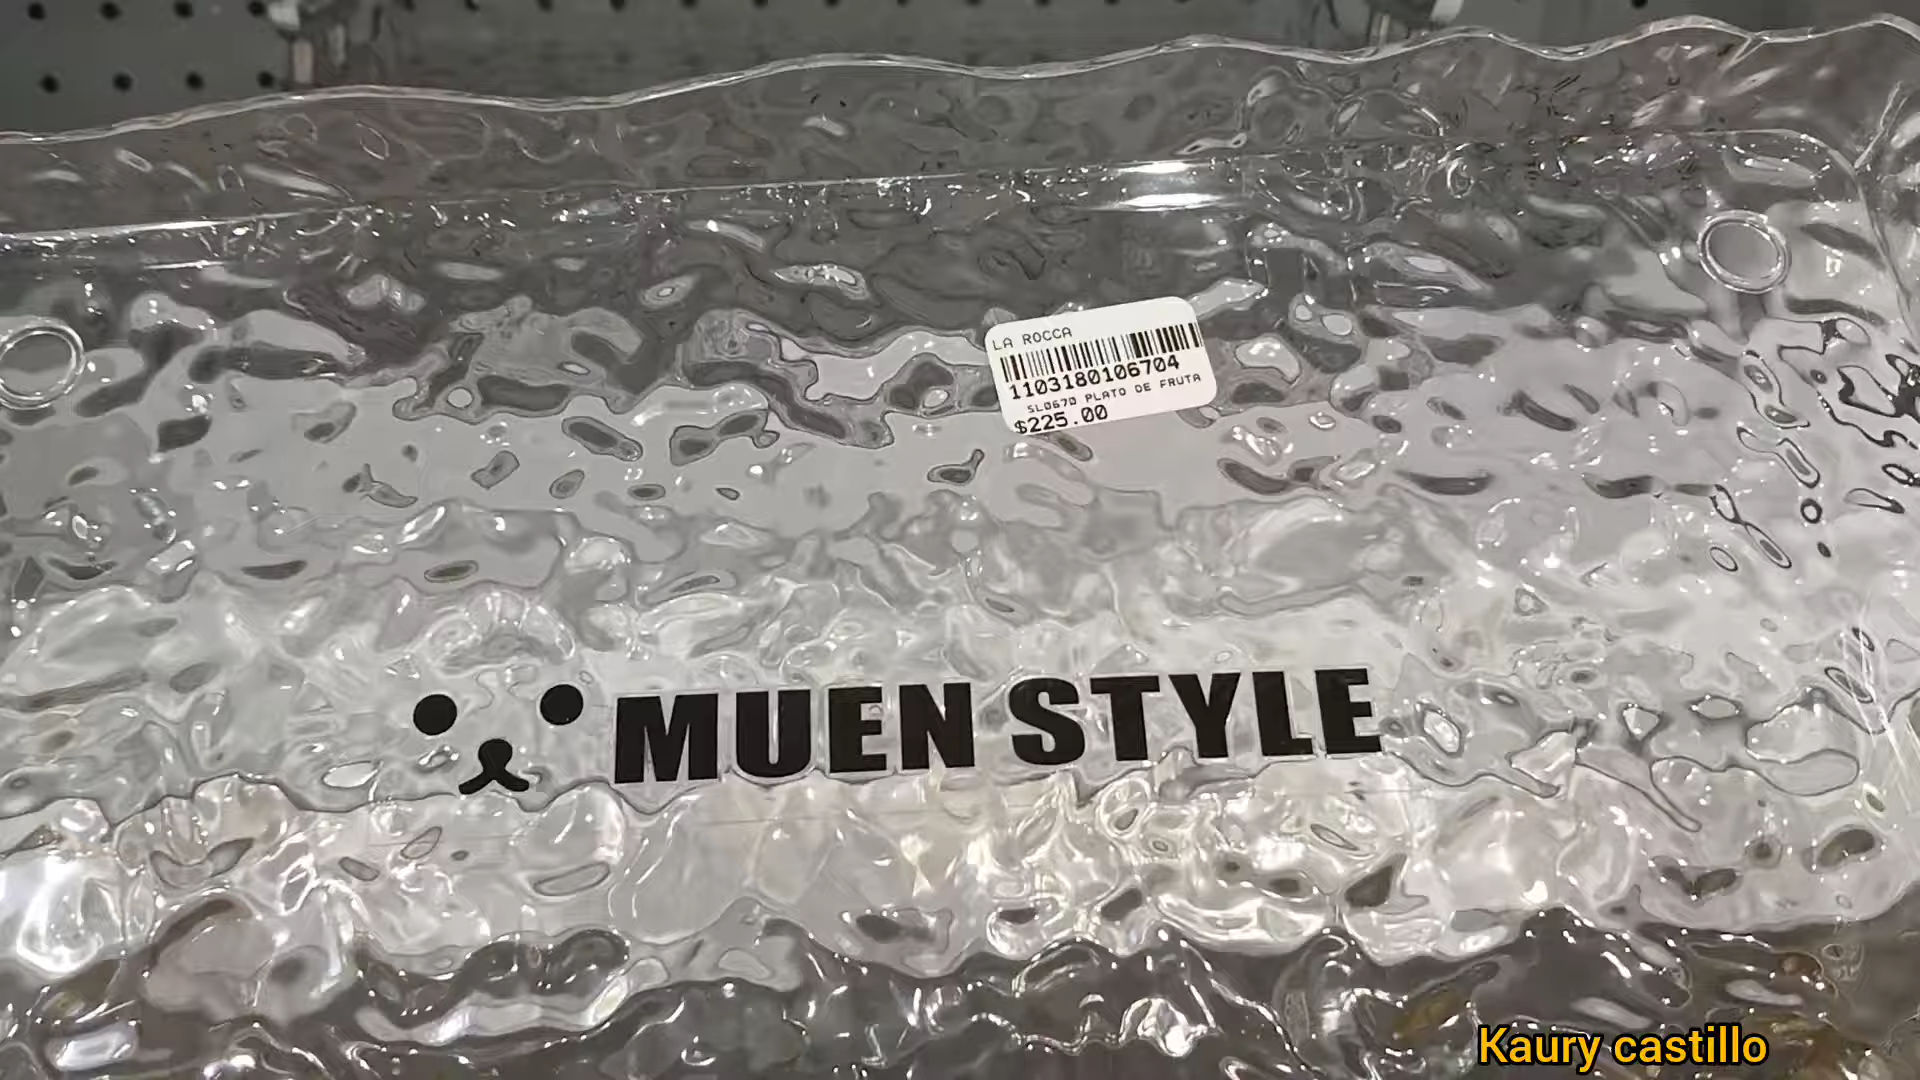 LA ROCCA
1103180106704
SL0670 PLATO DE FRUTA
$225.00
MUEN STYLE
Kaury castillo